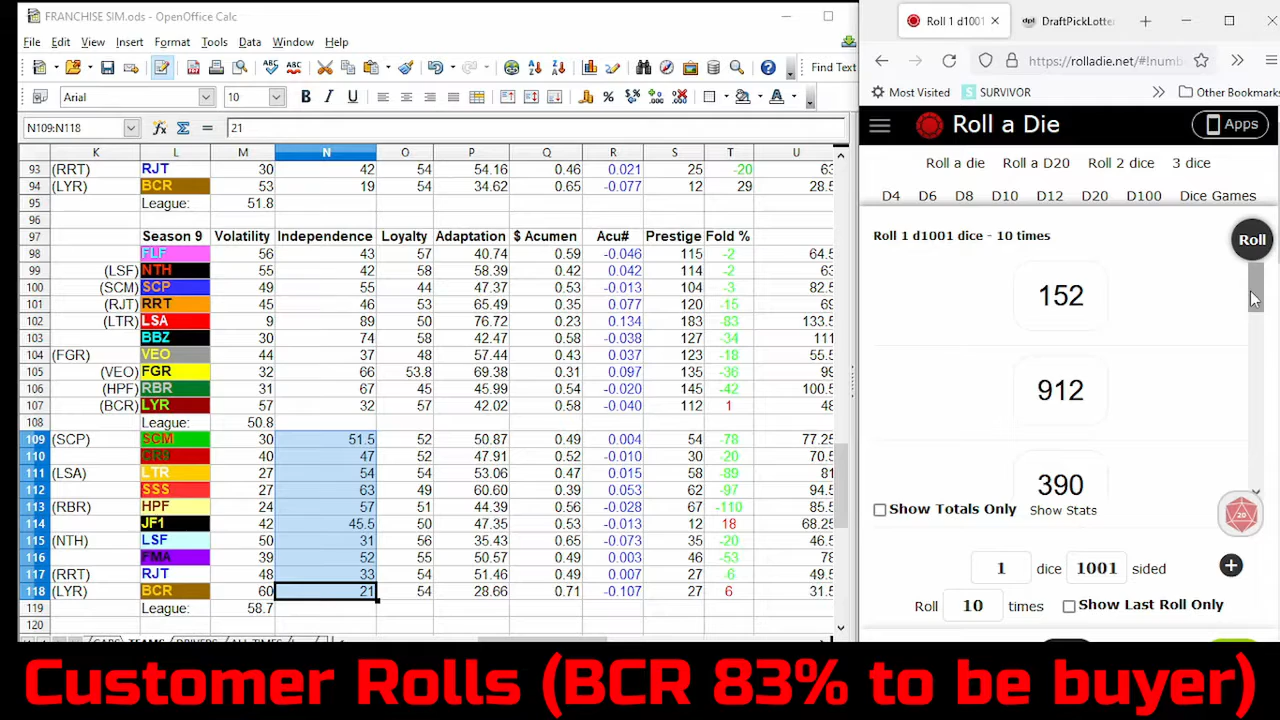 FRANCHISE SIM.ods - OpenOffice Calc
File Edit View Insert Format Tools Data Window Help
Find Text
Arial 10 B I U
N109:N118 21
K L M N O P Q R S T U
93 (RRT) RJT 30 42 54 54.16 0.46 0.021 25 -20 63
94 (LYR) BCR 53 19 54 34.62 0.65 -0.077 12 29 28.5
95 League: 51.8
96
97 Season 9 Volatility Independence Loyalty Adaptation $ Acumen Acu# Prestige Fold %
98 FLF 56 43 57 40.74 0.59 -0.046 115 -2 64.5
99 (LSF) NTH 55 42 58 58.39 0.42 0.042 114 -2 63
100 (SCM) SCP 49 55 44 47.37 0.53 -0.013 104 -3 82.5
101 (RJT) RRT 45 46 53 65.49 0.35 0.077 120 -15 69
102 (LTR) LSA 9 89 50 76.72 0.23 0.134 183 -83 133.5
103 BBZ 30 74 58 42.47 0.58 -0.038 127 -34 111
104 (FGR) VEO 44 37 48 57.44 0.43 0.037 123 -18 55.5
105 (VEO) FGR 32 66 53.8 69.38 0.31 0.097 135 -36 99
106 (HPF) RBR 31 67 45 45.99 0.54 -0.020 145 -42 100.5
107 (BCR) LYR 57 32 57 42.02 0.58 -0.040 112 1 48
108 League: 50.8
109 (SCP) SCM 30 51.5 52 50.87 0.49 0.004 54 -78 77.25
110 CR9 40 47 52 47.91 0.52 -0.010 30 -20 70.5
111 (LSA) LTR 27 54 54 53.06 0.47 0.015 58 -89 81
112 SSS 27 63 49 60.60 0.39 0.053 62 -97 94.5
113 (RBR) HPF 24 57 51 44.39 0.56 -0.028 67 -110 85.5
114 JF1 42 45.5 54 47.35 0.53 -0.013 12 18 68.25
115 (NTH) LSF 50 31 56 35.43 0.65 -0.073 35 -20 46.5
116 FMA 39 52 55 50.57 0.49 0.003 46 -53 78
117 (RRT) RJT 48 33 54 51.46 0.49 0.007 27 -6 49.5
118 (LYR) BCR 60 21 54 28.66 0.71 -0.107 27 6 31.5
119 League: 58.7
120
Roll 1 d1001
DraftPickLotter
https://rolladie.net/#!numb
Most Visited SURVIVOR Other Bookmarks
Roll a Die Apps
Roll a die Roll a D20 Roll 2 dice 3 dice
D4 D6 D8 D10 D12 D20 D100 Dice Games
Roll 1 d1001 dice - 10 times Roll
152
912
390
Show Totals Only Show Stats
20
1 dice 1001 sided
Roll 10 times Show Last Roll Only
Customer Rolls (BCR 83% to be buyer)